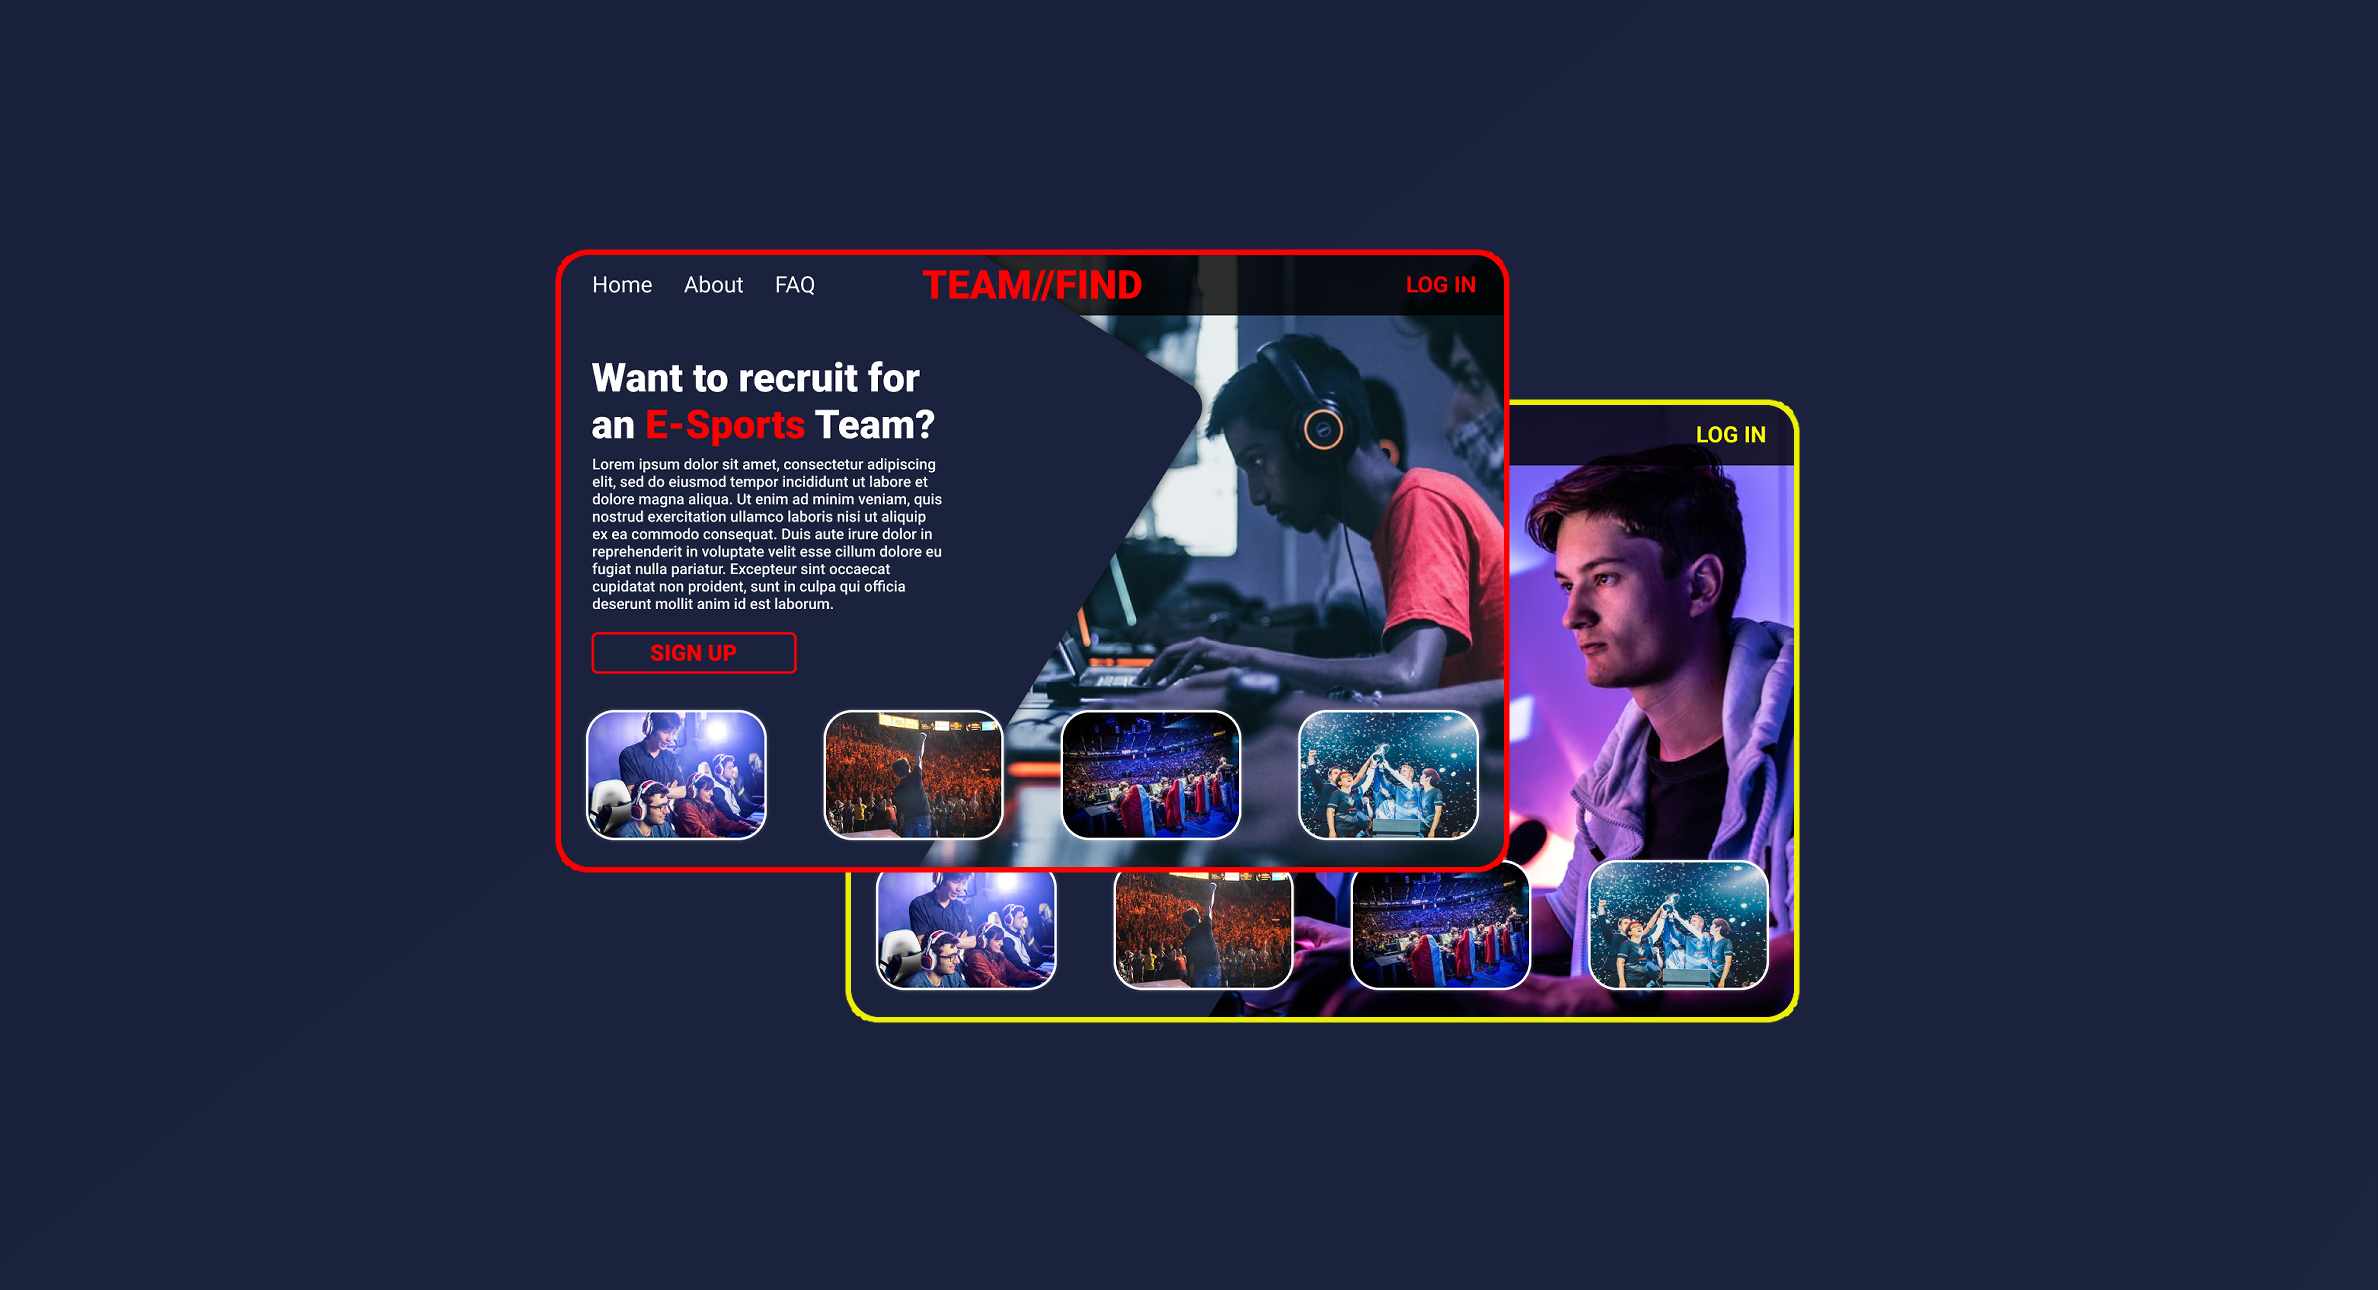 Home About FAQ TEAM//FIND LOG IN
Want to recruit for
an E-Sports Team?
Lorem ipsum dolor sit amet, consectetur adipiscing
elit, sed do eiusmod tempor incididunt ut labore et
dolore magna aliqua. Ut enim ad minim veniam, quis
nostrud exercitation ullamco laboris nisi ut aliquip
ex ea commodo consequat. Duis aute irure dolor in
reprehenderit in voluptate velit esse cillum dolore eu
fugiat nulla pariatur. Excepteur sint occaecat
cupidatat non proident, sunt in culpa qui officia
deserunt mollit anim id est laborum.
SIGN UP
LOG IN